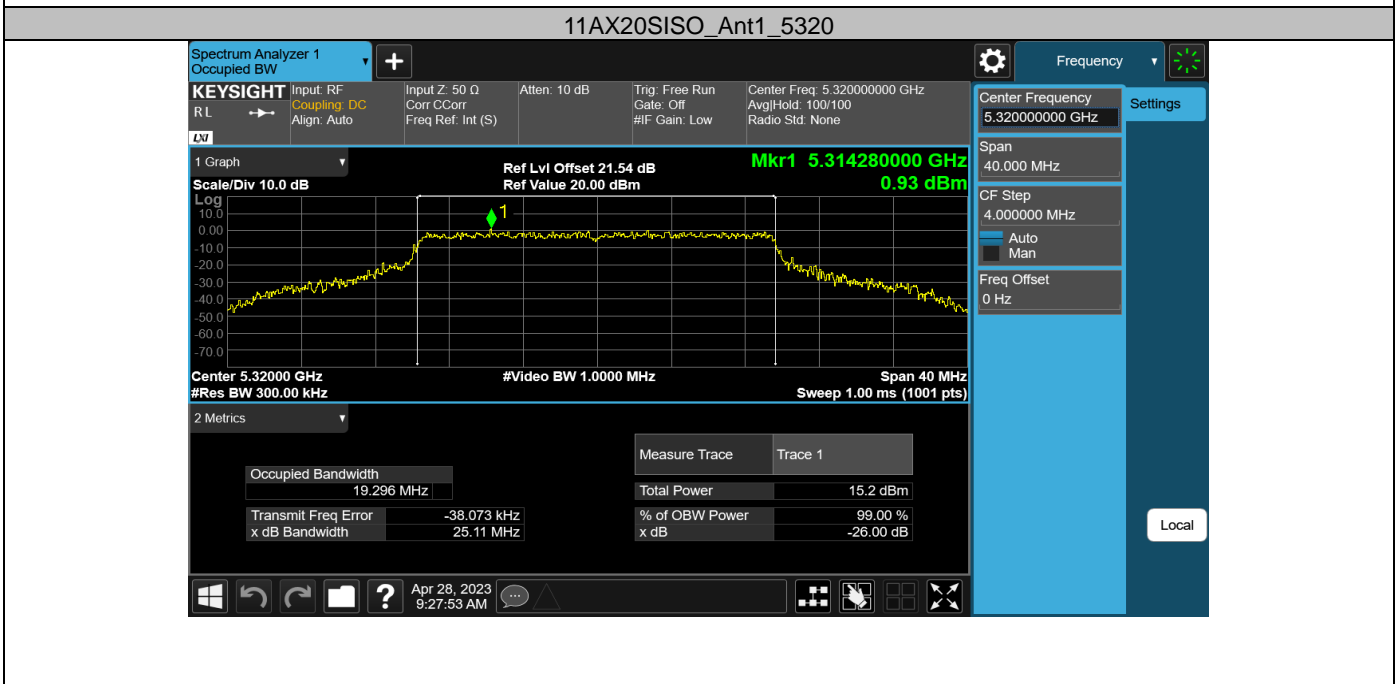 11AX20SISO_Ant1_5320
Spectrum Analyzer 1
Occupied BW
Frequency
KEYSIGHT
R L
LXI
Input: RF
Coupling: DC
Align: Auto
Input Z: 50 Ω
Corr CCorr
Freq Ref: Int (S)
Atten: 10 dB
Trig: Free Run
Gate: Off
#IF Gain: Low
Center Freq: 5.320000000 GHz
Avg|Hold: 100/100
Radio Std: None
Center Frequency
5.320000000 GHz
Settings
Span
40.000 MHz
CF Step
4.000000 MHz
Auto
Man
Freq Offset
0 Hz
1 Graph
Scale/Div 10.0 dB
Ref Lvl Offset 21.54 dB
Ref Value 20.00 dBm
Mkr1 5.314280000 GHz
0.93 dBm
Log
10.0
0.00
-10.0
-20.0
-30.0
-40.0
-50.0
-60.0
-70.0
1
Center 5.32000 GHz
#Res BW 300.00 kHz
#Video BW 1.0000 MHz
Span 40 MHz
Sweep 1.00 ms (1001 pts)
2 Metrics
Measure Trace Trace 1
Occupied Bandwidth
19.296 MHz
Total Power 15.2 dBm
Transmit Freq Error -38.073 kHz
% of OBW Power 99.00 %
x dB Bandwidth 25.11 MHz
x dB -26.00 dB
Local
?
Apr 28, 2023
9:27:53 AM